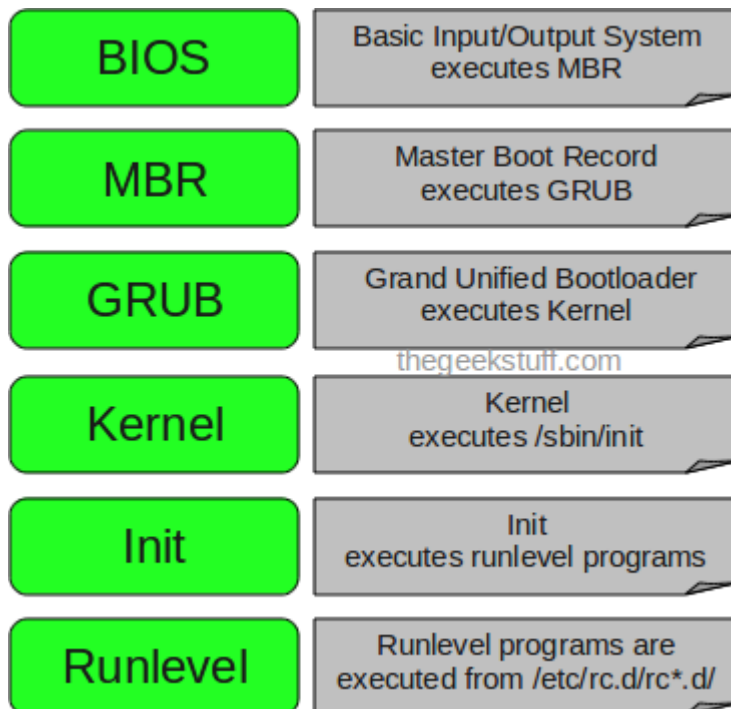 BIOS
Basic Input/Output System
executes MBR
MBR
Master Boot Record
executes GRUB
GRUB
Grand Unified Bootloader
executes Kernel
thegeekstuff.com
Kernel
Kernel
executes /sbin/init
Init
Init
executes runlevel programs
Runlevel
Runlevel programs are
executed from /etc/rc.d/rc*.d/